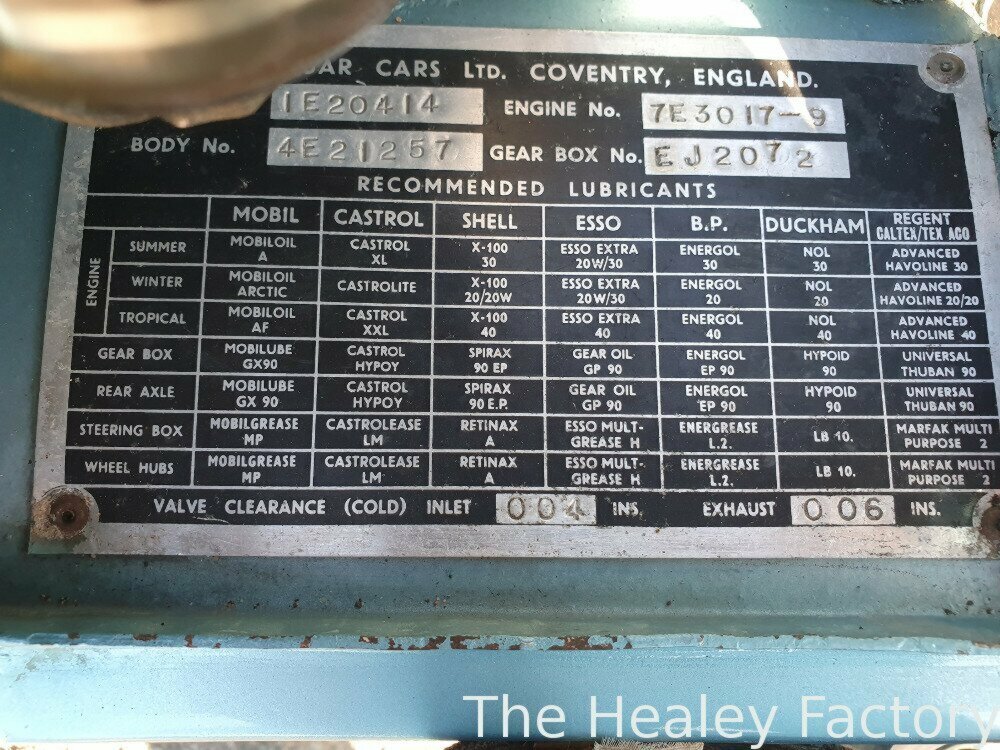 CARS LTD. COVENTRY, ENGLAND.
1E20414 ENGINE No. 7E3017-9
BODY No. 4E21257 GEAR BOX No. EJ2072
RECOMMENDED LUBRICANTS
MOBIL CASTROL SHELL ESSO B.P. DUCKHAM REGENT CALTEX/TEX AGO
ENGINE
SUMMER MOBILOIL A CASTROL XL X-100 30 ESSO EXTRA 20W/30 ENERGOL 30 NOL 30 ADVANCED HAVOLINE 30
WINTER MOBILOIL ARCTIC CASTROLITE X-100 20/20W ESSO EXTRA 20W/30 ENERGOL 20 NOL 20 ADVANCED HAVOLINE 20/20
TROPICAL MOBILOIL AF CASTROL XXL X-100 40 ESSO EXTRA 40 ENERGOL 40 NOL 40 ADVANCED HAVOLINE 40
GEAR BOX MOBILUBE GX90 CASTROL HYPOY SPIRAX 90 EP GEAR OIL GP 90 ENERGOL EP 90 HYPOID 90 UNIVERSAL THUBAN 90
REAR AXLE MOBILUBE GX 90 CASTROL HYPOY SPIRAX 90 E.P. GEAR OIL GP 90 ENERGOL EP 90 HYPOID 90 UNIVERSAL THUBAN 90
STEERING BOX MOBILGREASE MP CASTROLEASE LM RETINAX A ESSO MULT-GREASE H ENERGREASE L.2. LB 10. MARFAK MULTI PURPOSE 2
WHEEL HUBS MOBILGREASE MP CASTROLEASE LM RETINAX A ESSO MULT-GREASE H ENERGREASE L.2. LB 10. MARFAK MULTI PURPOSE 2
VALVE CLEARANCE (COLD) INLET 004 INS. EXHAUST 006 INS.
The Healey Factory